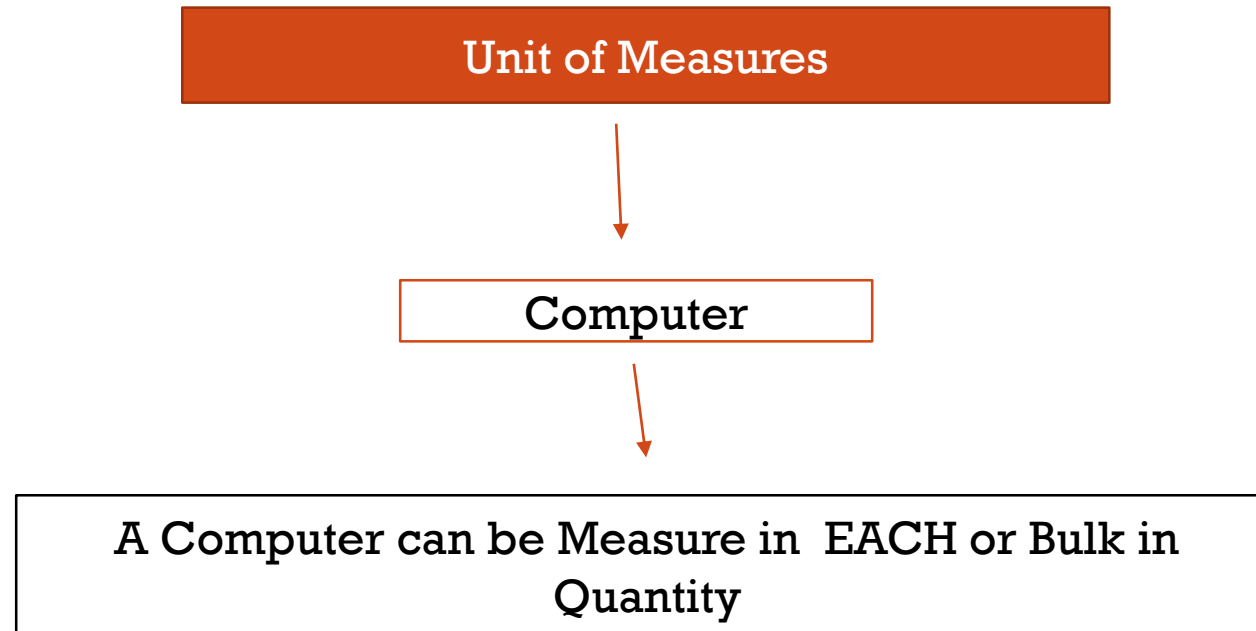 Unit of Measures
Computer
A Computer can be Measure in  EACH or Bulk in
Quantity